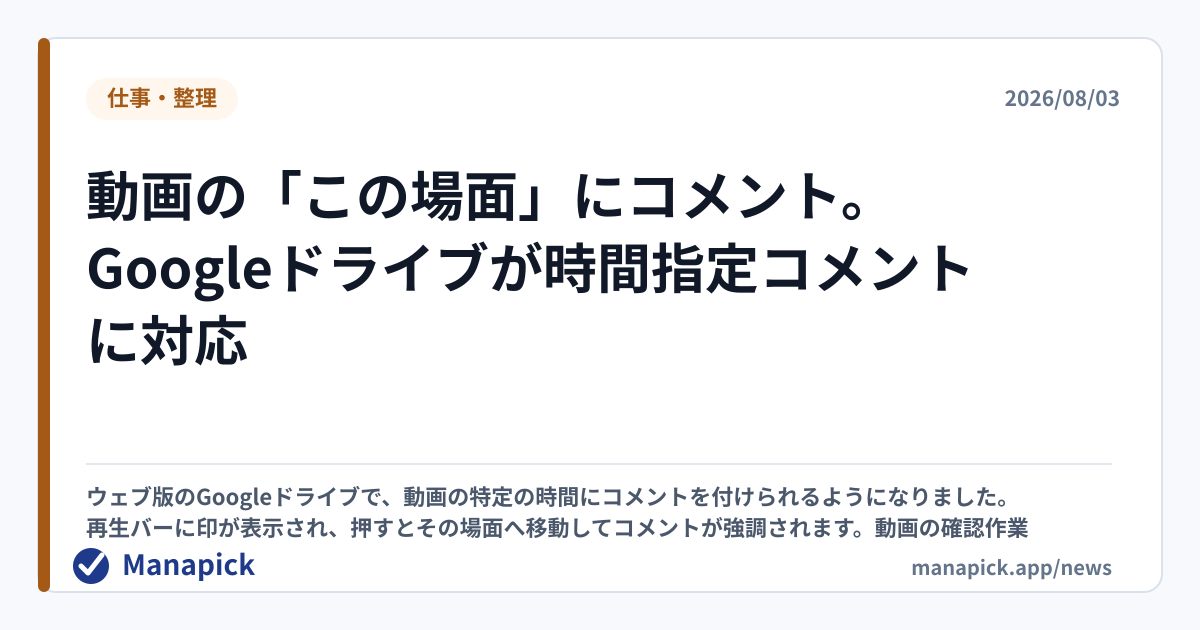 仕事・整理
2026/08/03
動画の「この場面」にコメント。
Googleドライブが時間指定コメント
に対応
ウェブ版のGoogleドライブで、動画の特定の時間にコメントを付けられるようになりました。
再生バーに印が表示され、押すとその場面へ移動してコメントが強調されます。動画の確認作業
Manapick
manapick.app/news